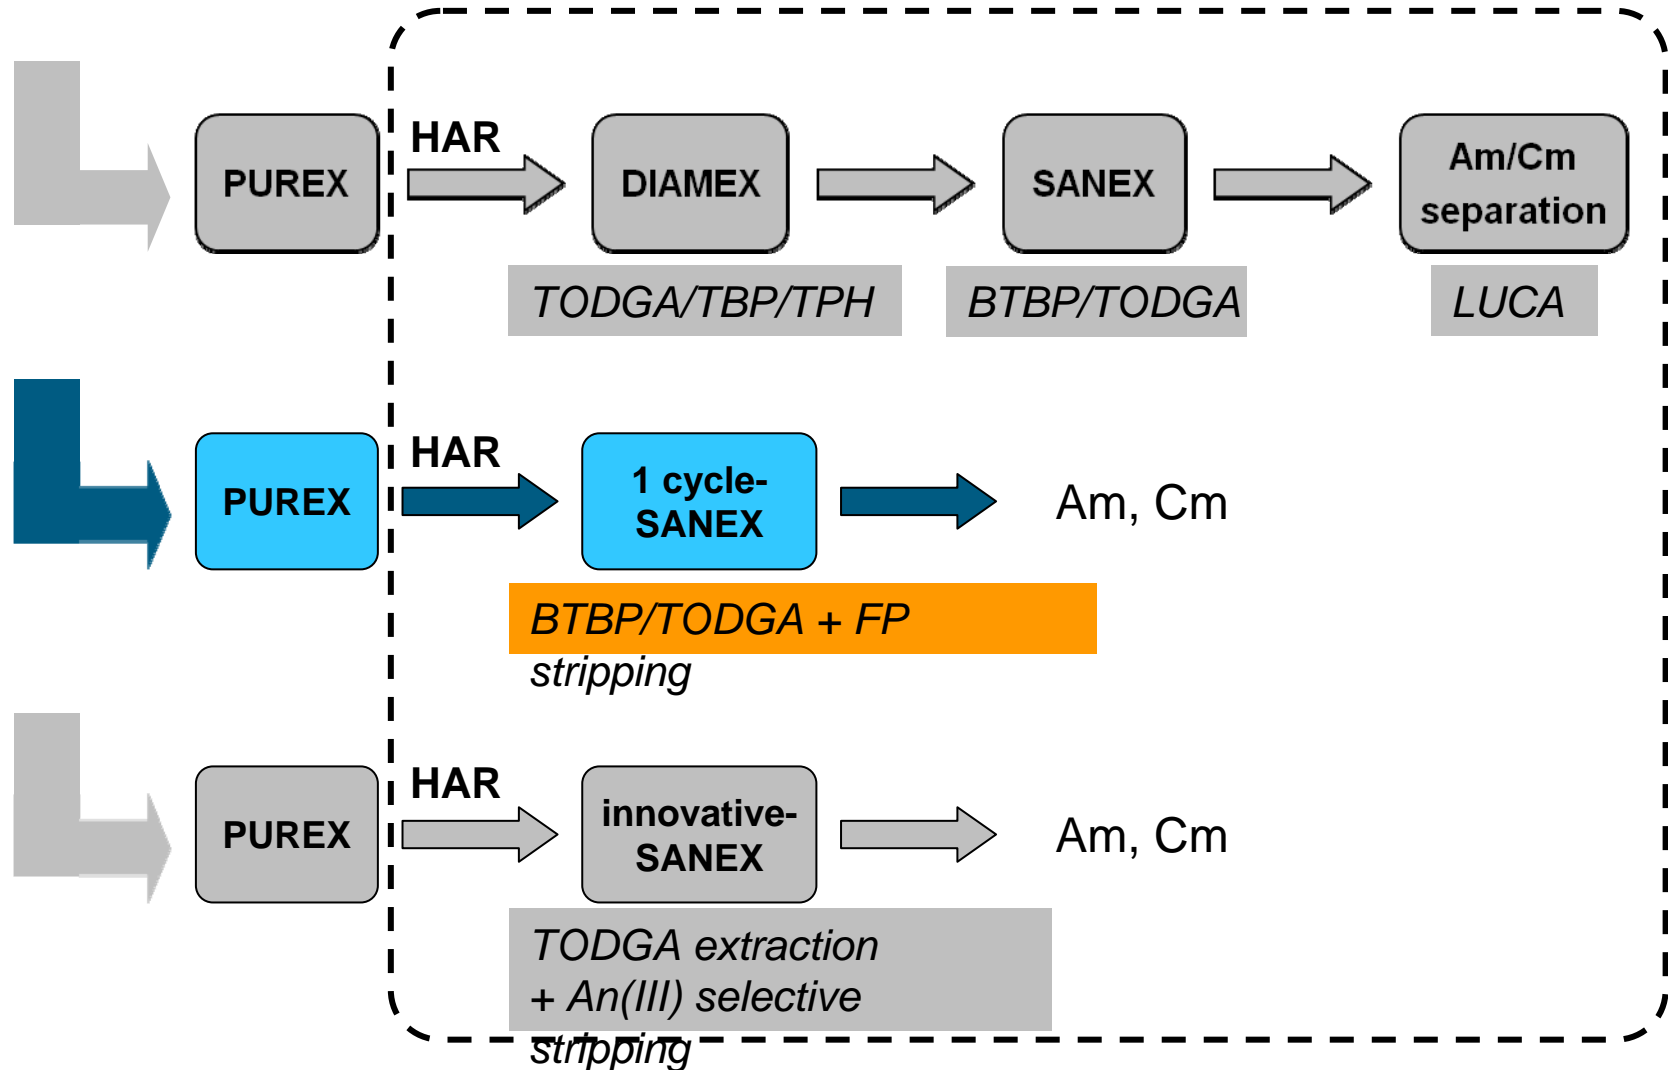 HAR
PUREX
DIAMEX
SANEX
Am/Cm
separation
TODGA/TBP/TPH
BTBP/TODGA
LUCA
HAR
PUREX
1 cycle-
SANEX
Am, Cm
BTBP/TODGA + FP
stripping
HAR
PUREX
innovative-
SANEX
Am, Cm
TODGA extraction
+ An(III) selective
stripping